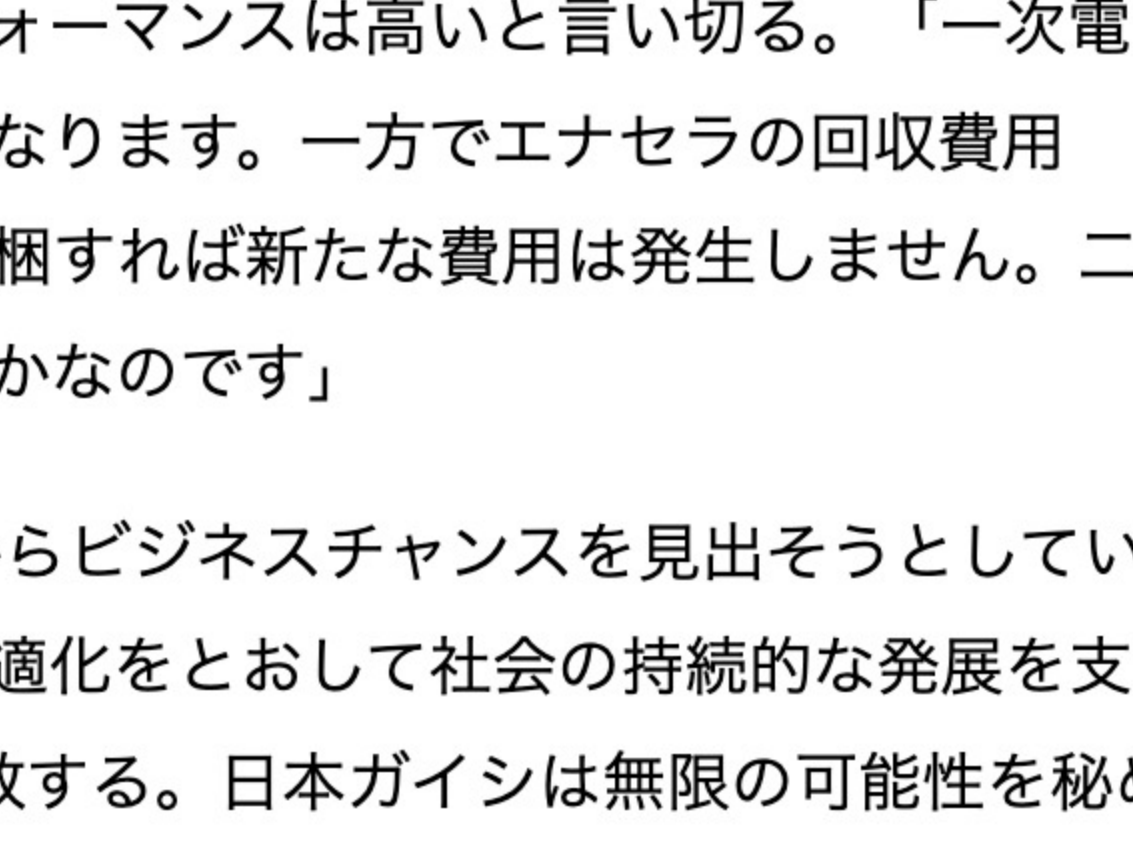 ォーマンスは高いと言い切る。「一次電
なります。一方でエナセラの回収費用
梱すれば新たな費用は発生しません。二
かなのです」
らビジネスチャンスを見出そうとしてい
適化をとおして社会の持続的な発展を支
する。日本ガイシは無限の可能性を秘め